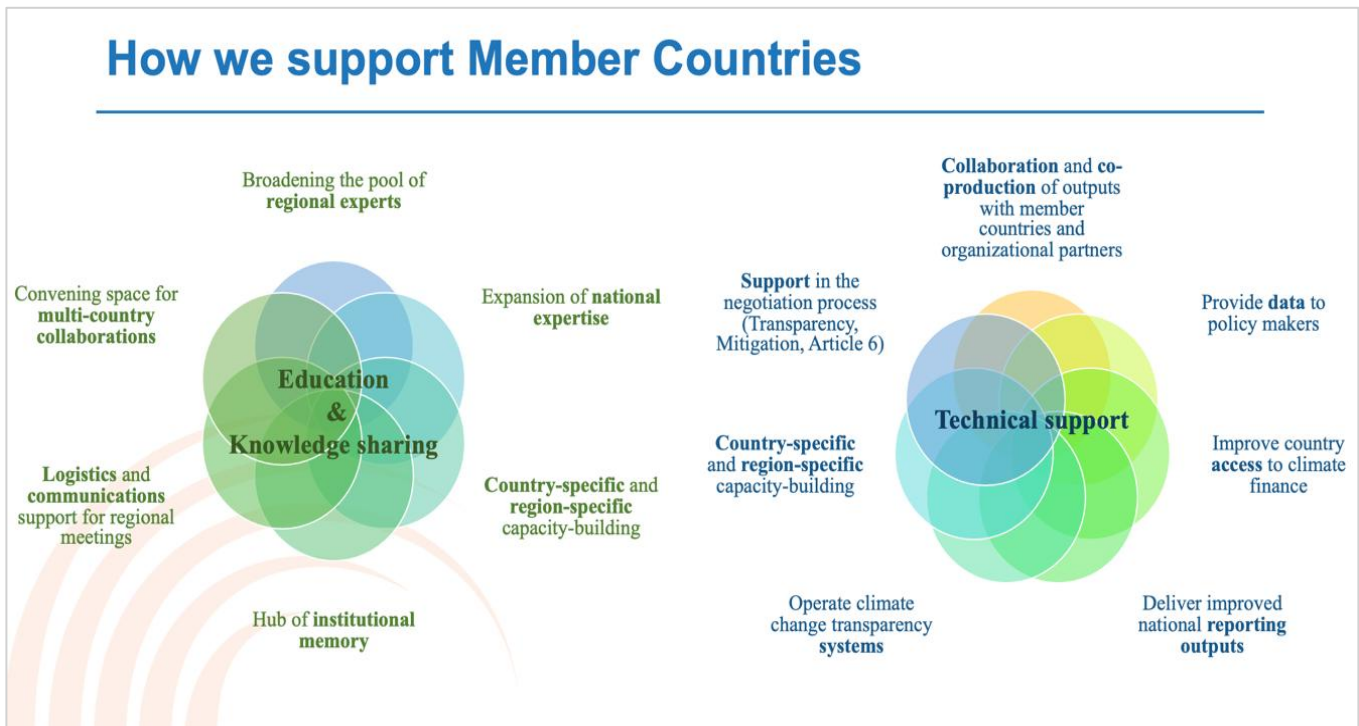 How we support Member Countries
Broadening the pool of
regional experts
Convening space for
multi-country
collaborations
Expansion of national
expertise
Education
&
Knowledge sharing
Logistics and
communications
support for regional
meetings
Country-specific and
region-specific
capacity-building
Hub of institutional
memory
Collaboration and co-
production of outputs
with member
countries and
organizational partners
Support in the
negotiation process
(Transparency,
Mitigation, Article 6)
Provide data to
policy makers
Technical support
Country-specific
and region-specific
capacity-building
Improve country
access to climate
finance
Operate climate
change transparency
systems
Deliver improved
national reporting
outputs